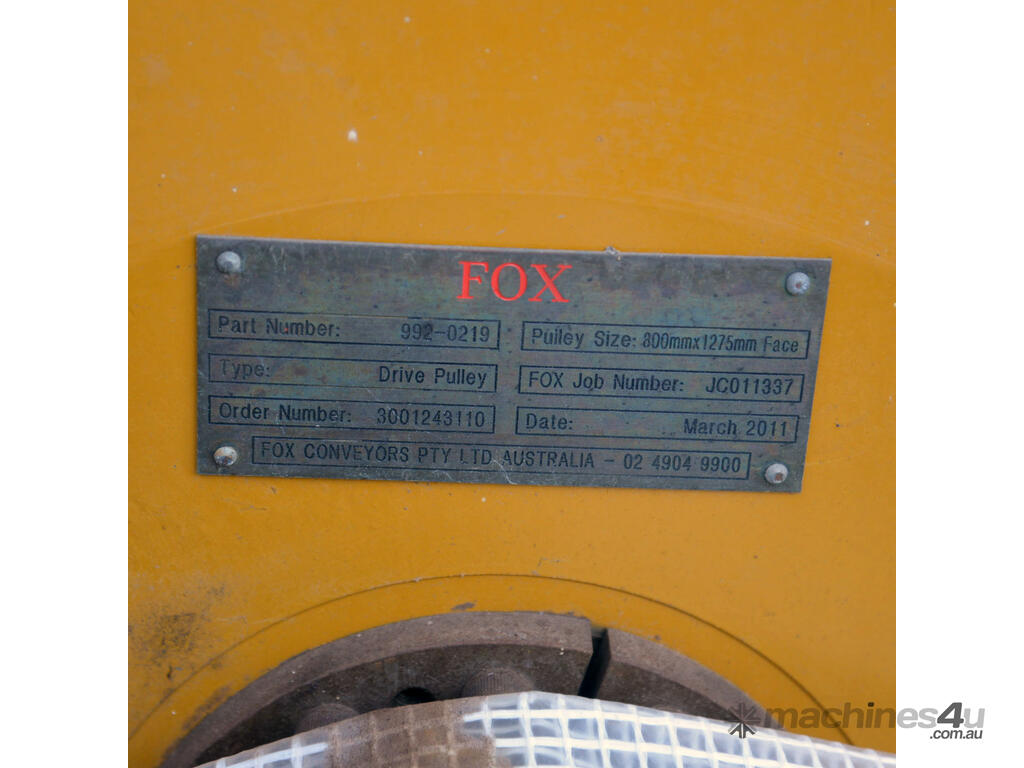 FOX
Part Number: 992-0219
Pulley Size: 800mmx1275mm Face
Type: Drive Pulley
FOX Job Number: JC011337
Order Number: 3001243110
Date: March 2011
FOX CONVEYORS PTY LTD AUSTRALIA - 02 4904 9900
machines4u
.com.au